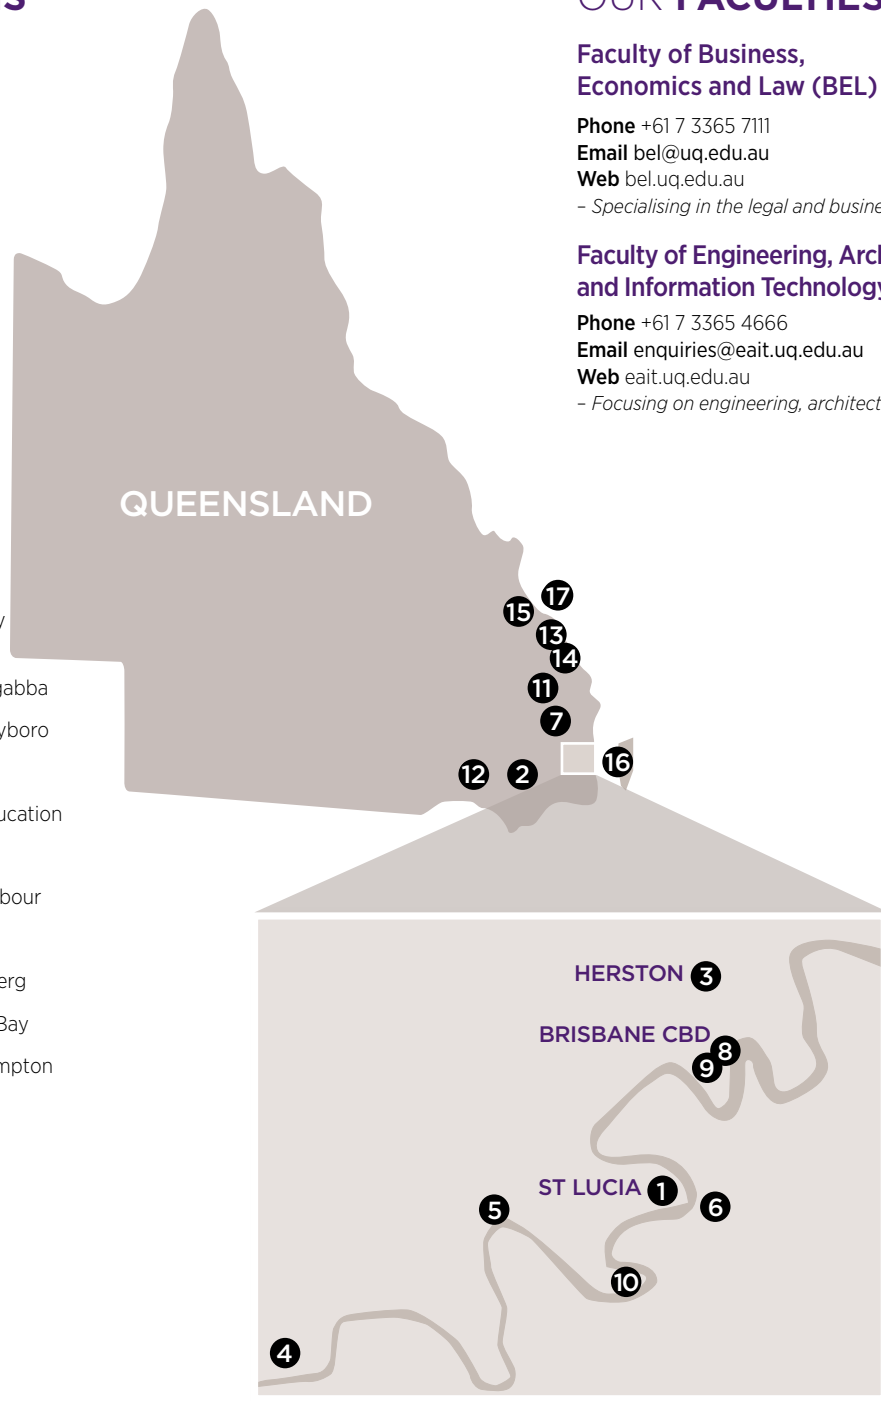 S
OUR FACULTIES
Faculty of Business,
Economics and Law (BEL)
Phone +61 7 3365 7111
Email bel@uq.edu.au
Web bel.uq.edu.au
– Specialising in the legal and busine
Faculty of Engineering, Arch
and Information Technology
Phone +61 7 3365 4666
Email enquiries@eait.uq.edu.au
Web eait.uq.edu.au
– Focusing on engineering, architect
QUEENSLAND
y
gabba
yboro
ucation
bour
erg
Bay
mpton
17
15
13
14
11
7
16
12
2
HERSTON 3
BRISBANE CBD 8
9
ST LUCIA 1
6
5
10
4